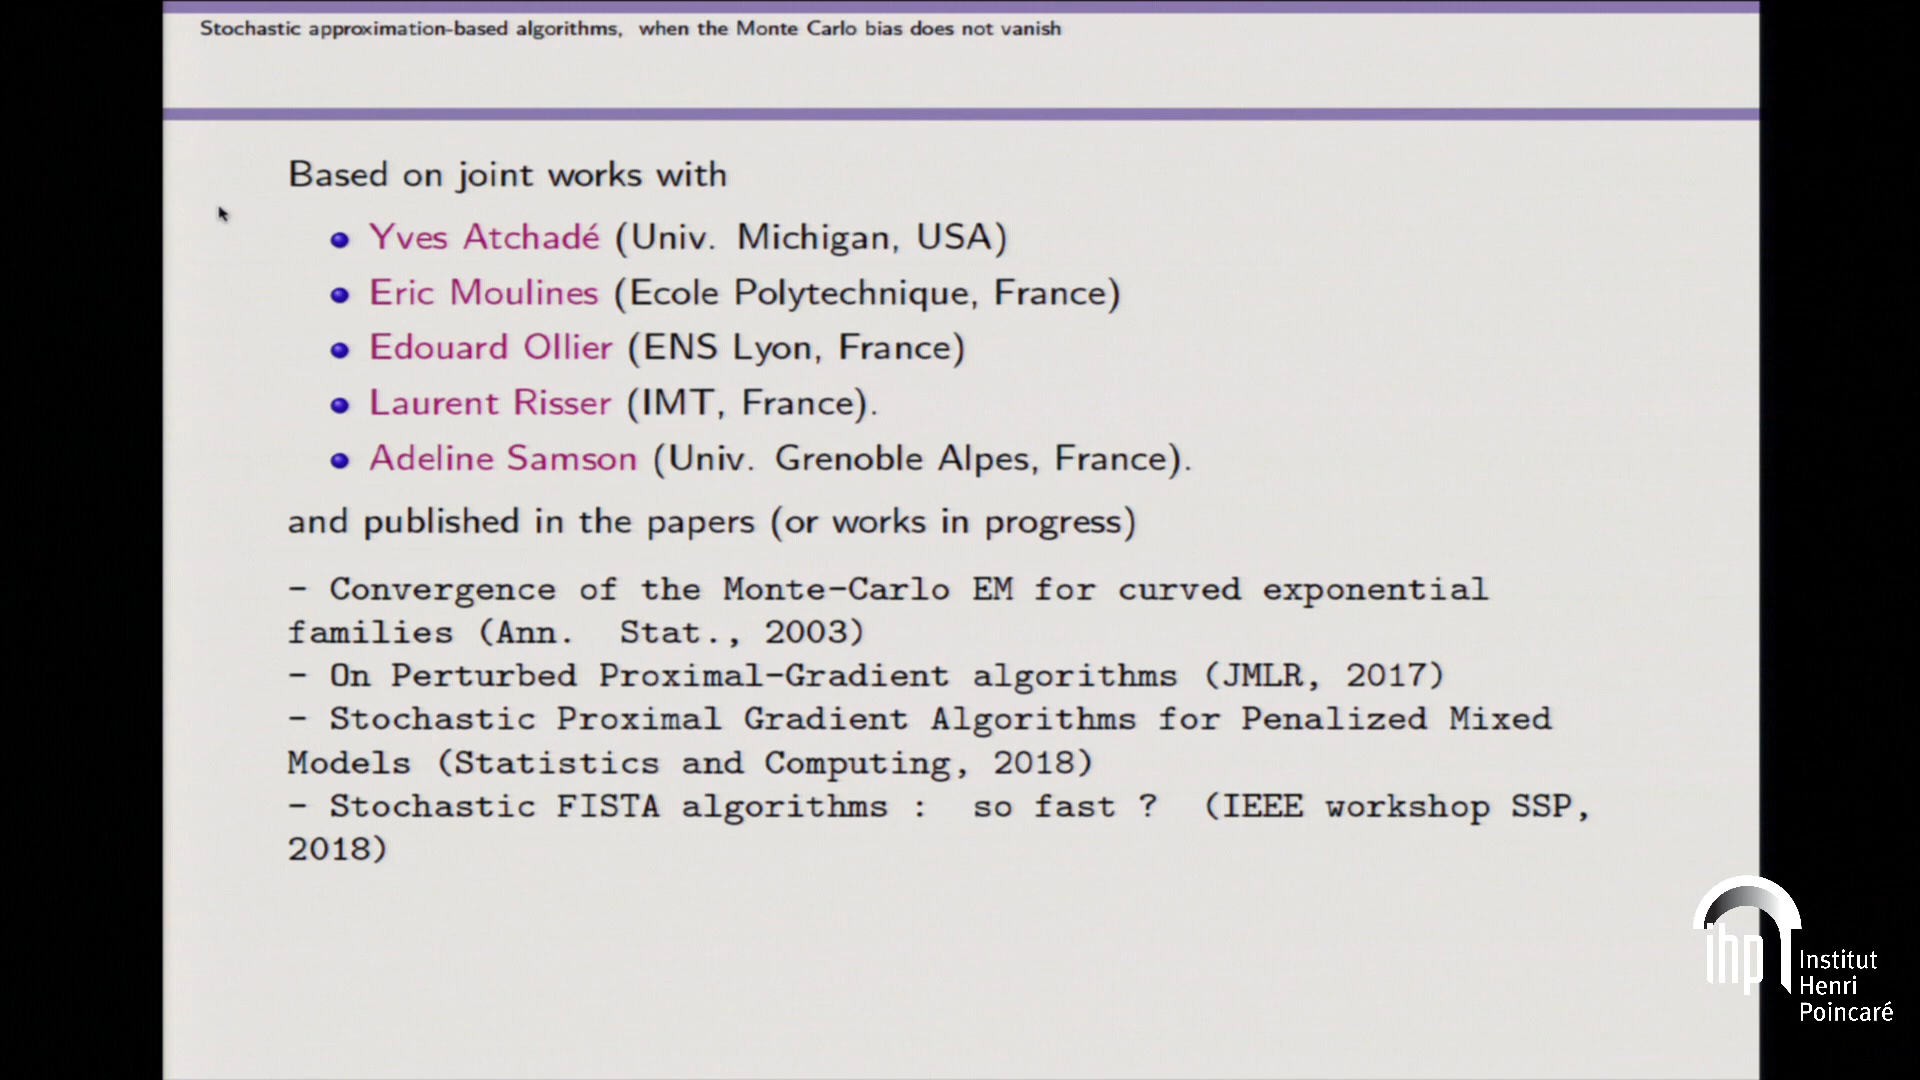 Stochastic approximation-based algorithms, when the Monte Carlo bias does not vanish
Based on joint works with
Yves Atchadé (Univ. Michigan, USA)
Eric Moulines (Ecole Polytechnique, France)
Edouard Ollier (ENS Lyon, France)
Laurent Risser (IMT, France).
Adeline Samson (Univ. Grenoble Alpes, France).
and published in the papers (or works in progress)
- Convergence of the Monte-Carlo EM for curved exponential
families (Ann. Stat., 2003)
- On Perturbed Proximal-Gradient algorithms (JMLR, 2017)
- Stochastic Proximal Gradient Algorithms for Penalized Mixed
Models (Statistics and Computing, 2018)
- Stochastic FISTA algorithms : so fast ? (IEEE workshop SSP,
2018)
ihp
Institut
Henri
Poincaré